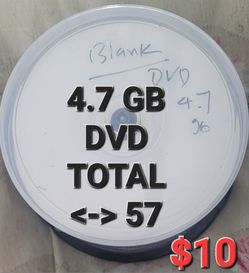 Blank
DVD
4.7
4.7 GB
DVD
TOTAL
<-> 57
$10